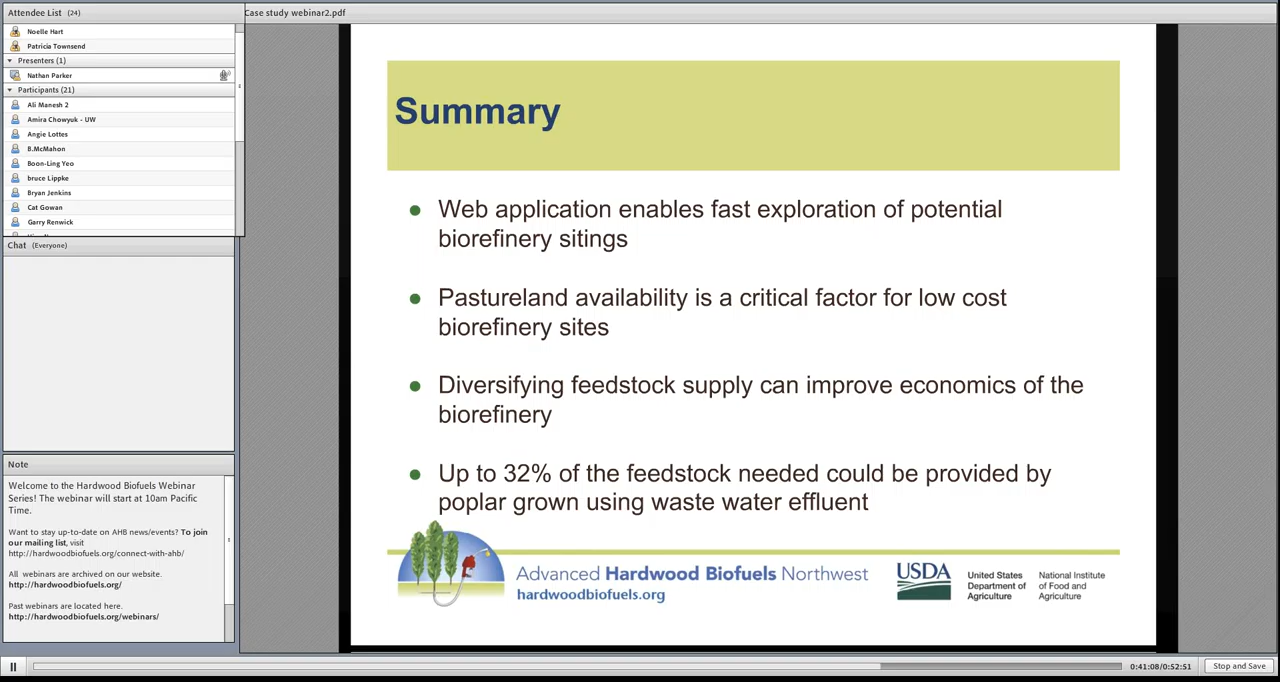 Attendee List (24)
Case study webinar2.pdf
Noelle Hart
Patricia Townsend
Presenters (1)
Nathan Parker
Participants (21)
Ali Manesh 2
Amira Chowyuk - UW
Angie Lottes
B.McMahon
Boon-Ling Yeo
bruce Lippke
Bryan Jenkins
Cat Gowan
Garry Renwick
Chat (Everyone)
Note
Welcome to the Hardwood Biofuels Webinar
Series! The webinar will start at 10am Pacific
Time.
Want to stay up-to-date on AHB news/events? To join
our mailing list, visit
http://hardwoodbiofuels.org/connect-with-ahb/
All webinars are archived on our website.
http://hardwoodbiofuels.org/
Past webinars are located here.
http://hardwoodbiofuels.org/webinars/
Summary
Web application enables fast exploration of potential
biorefinery sitings
Pastureland availability is a critical factor for low cost
biorefinery sites
Diversifying feedstock supply can improve economics of the
biorefinery
Up to 32% of the feedstock needed could be provided by
poplar grown using waste water effluent
Advanced Hardwood Biofuels Northwest
hardwoodbiofuels.org
USDA
United States
Department of
Agriculture
National Institute
of Food and
Agriculture
0:41:08/0:52:51
Stop and Save